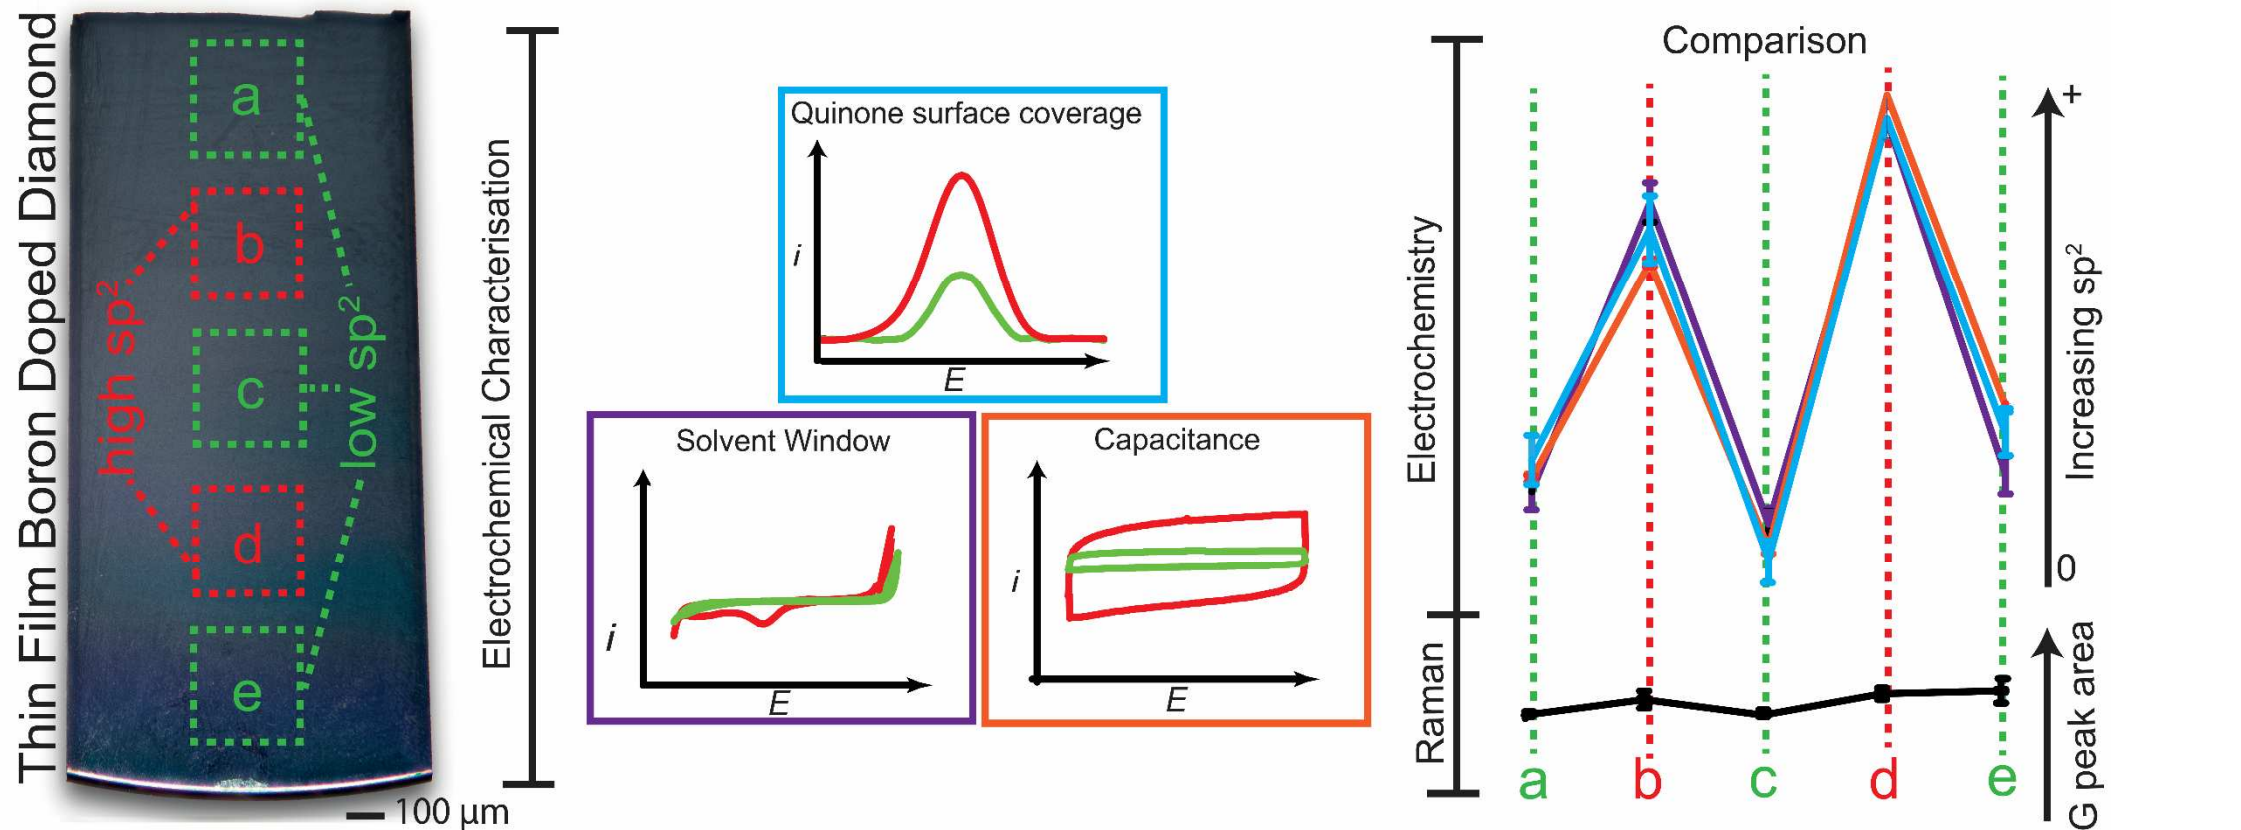 Thin Film Boron Doped Diamond
a
b
c
d
e
high sp²
low sp²
100 µm
Electrochemical Characterisation
Quinone surface coverage
i
E
Solvent Window
i
E
Capacitance
i
E
Comparison
Electrochemistry
Raman
+
Increasing sp²
0
G peak area
a
b
c
d
e